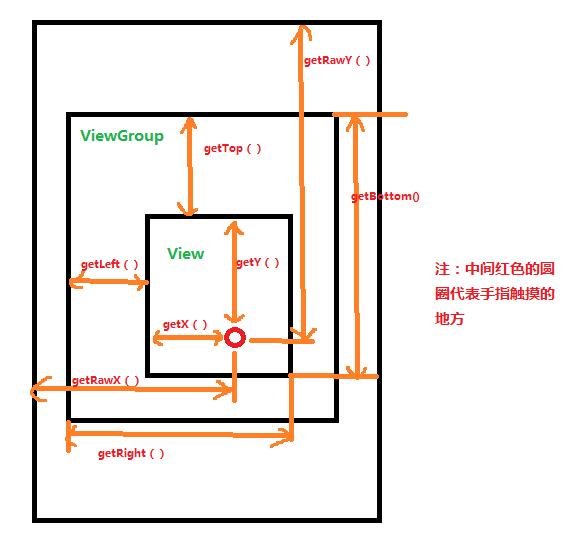 getRawY（ ）
ViewGroup
getTop（ ）
getBottom()
View
getLeft（ ）
getY（ ）
注：中间红色的圆
圈代表手指触摸的
地方
getX（ ）
getRawX（ ）
getRight（ ）